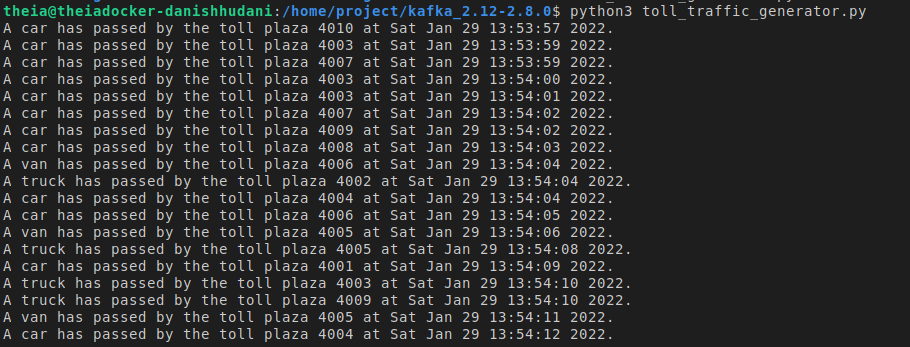 theia@theiadocker-danishhudani:/home/project/kafka_2.12-2.8.0$ python3 toll_traffic_generator.py
A car has passed by the toll plaza 4010 at Sat Jan 29 13:53:57 2022.
A car has passed by the toll plaza 4003 at Sat Jan 29 13:53:59 2022.
A car has passed by the toll plaza 4007 at Sat Jan 29 13:53:59 2022.
A car has passed by the toll plaza 4003 at Sat Jan 29 13:54:00 2022.
A car has passed by the toll plaza 4003 at Sat Jan 29 13:54:01 2022.
A car has passed by the toll plaza 4007 at Sat Jan 29 13:54:02 2022.
A car has passed by the toll plaza 4009 at Sat Jan 29 13:54:02 2022.
A car has passed by the toll plaza 4008 at Sat Jan 29 13:54:03 2022.
A van has passed by the toll plaza 4006 at Sat Jan 29 13:54:04 2022.
A truck has passed by the toll plaza 4002 at Sat Jan 29 13:54:04 2022.
A car has passed by the toll plaza 4004 at Sat Jan 29 13:54:04 2022.
A car has passed by the toll plaza 4006 at Sat Jan 29 13:54:05 2022.
A van has passed by the toll plaza 4005 at Sat Jan 29 13:54:06 2022.
A truck has passed by the toll plaza 4005 at Sat Jan 29 13:54:08 2022.
A car has passed by the toll plaza 4001 at Sat Jan 29 13:54:09 2022.
A truck has passed by the toll plaza 4003 at Sat Jan 29 13:54:10 2022.
A truck has passed by the toll plaza 4009 at Sat Jan 29 13:54:10 2022.
A van has passed by the toll plaza 4005 at Sat Jan 29 13:54:11 2022.
A car has passed by the toll plaza 4004 at Sat Jan 29 13:54:12 2022.